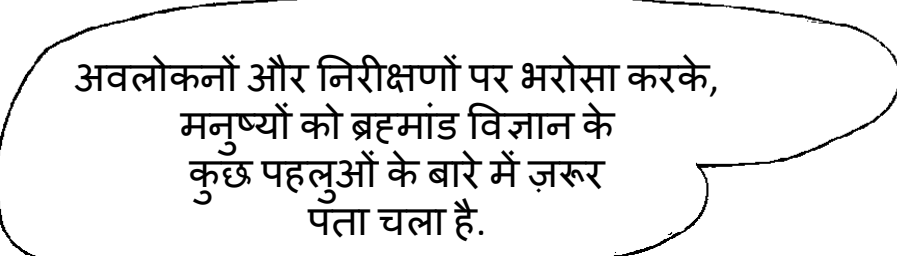 अवलोकनों और निरीक्षणों पर भरोसा करके,
मनुष्यों को ब्रह्मांड विज्ञान के
कुछ पहलुओं के बारे में ज़रूर
पता चला है.